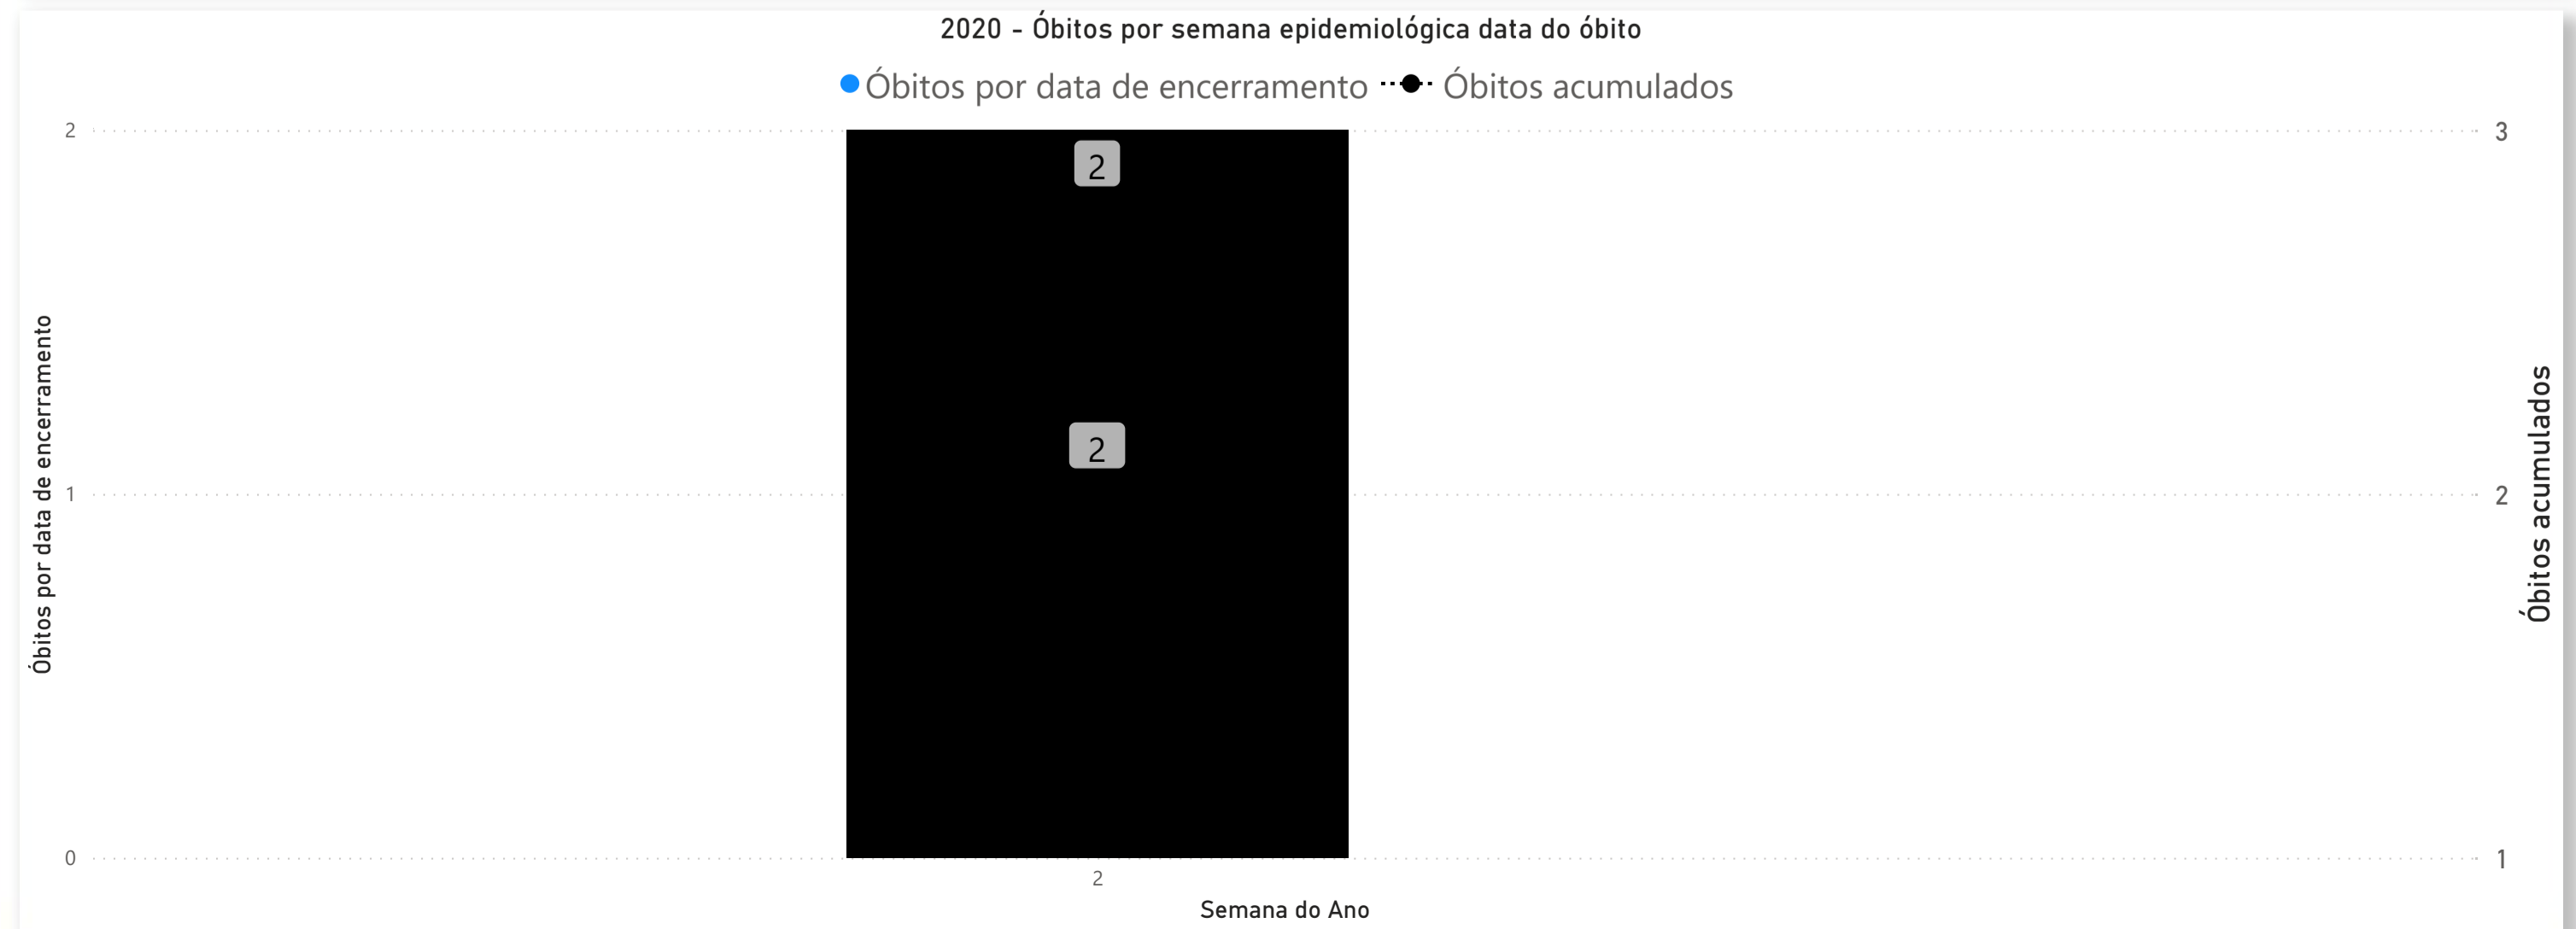 2020 - Óbitos por semana epidemiológica data do óbito
Óbitos por data de encerramento Óbitos acumulados
Óbitos por data de encerramento
2
1
0
2
2
2
Semana do Ano
3
2
1
Óbitos acumulados